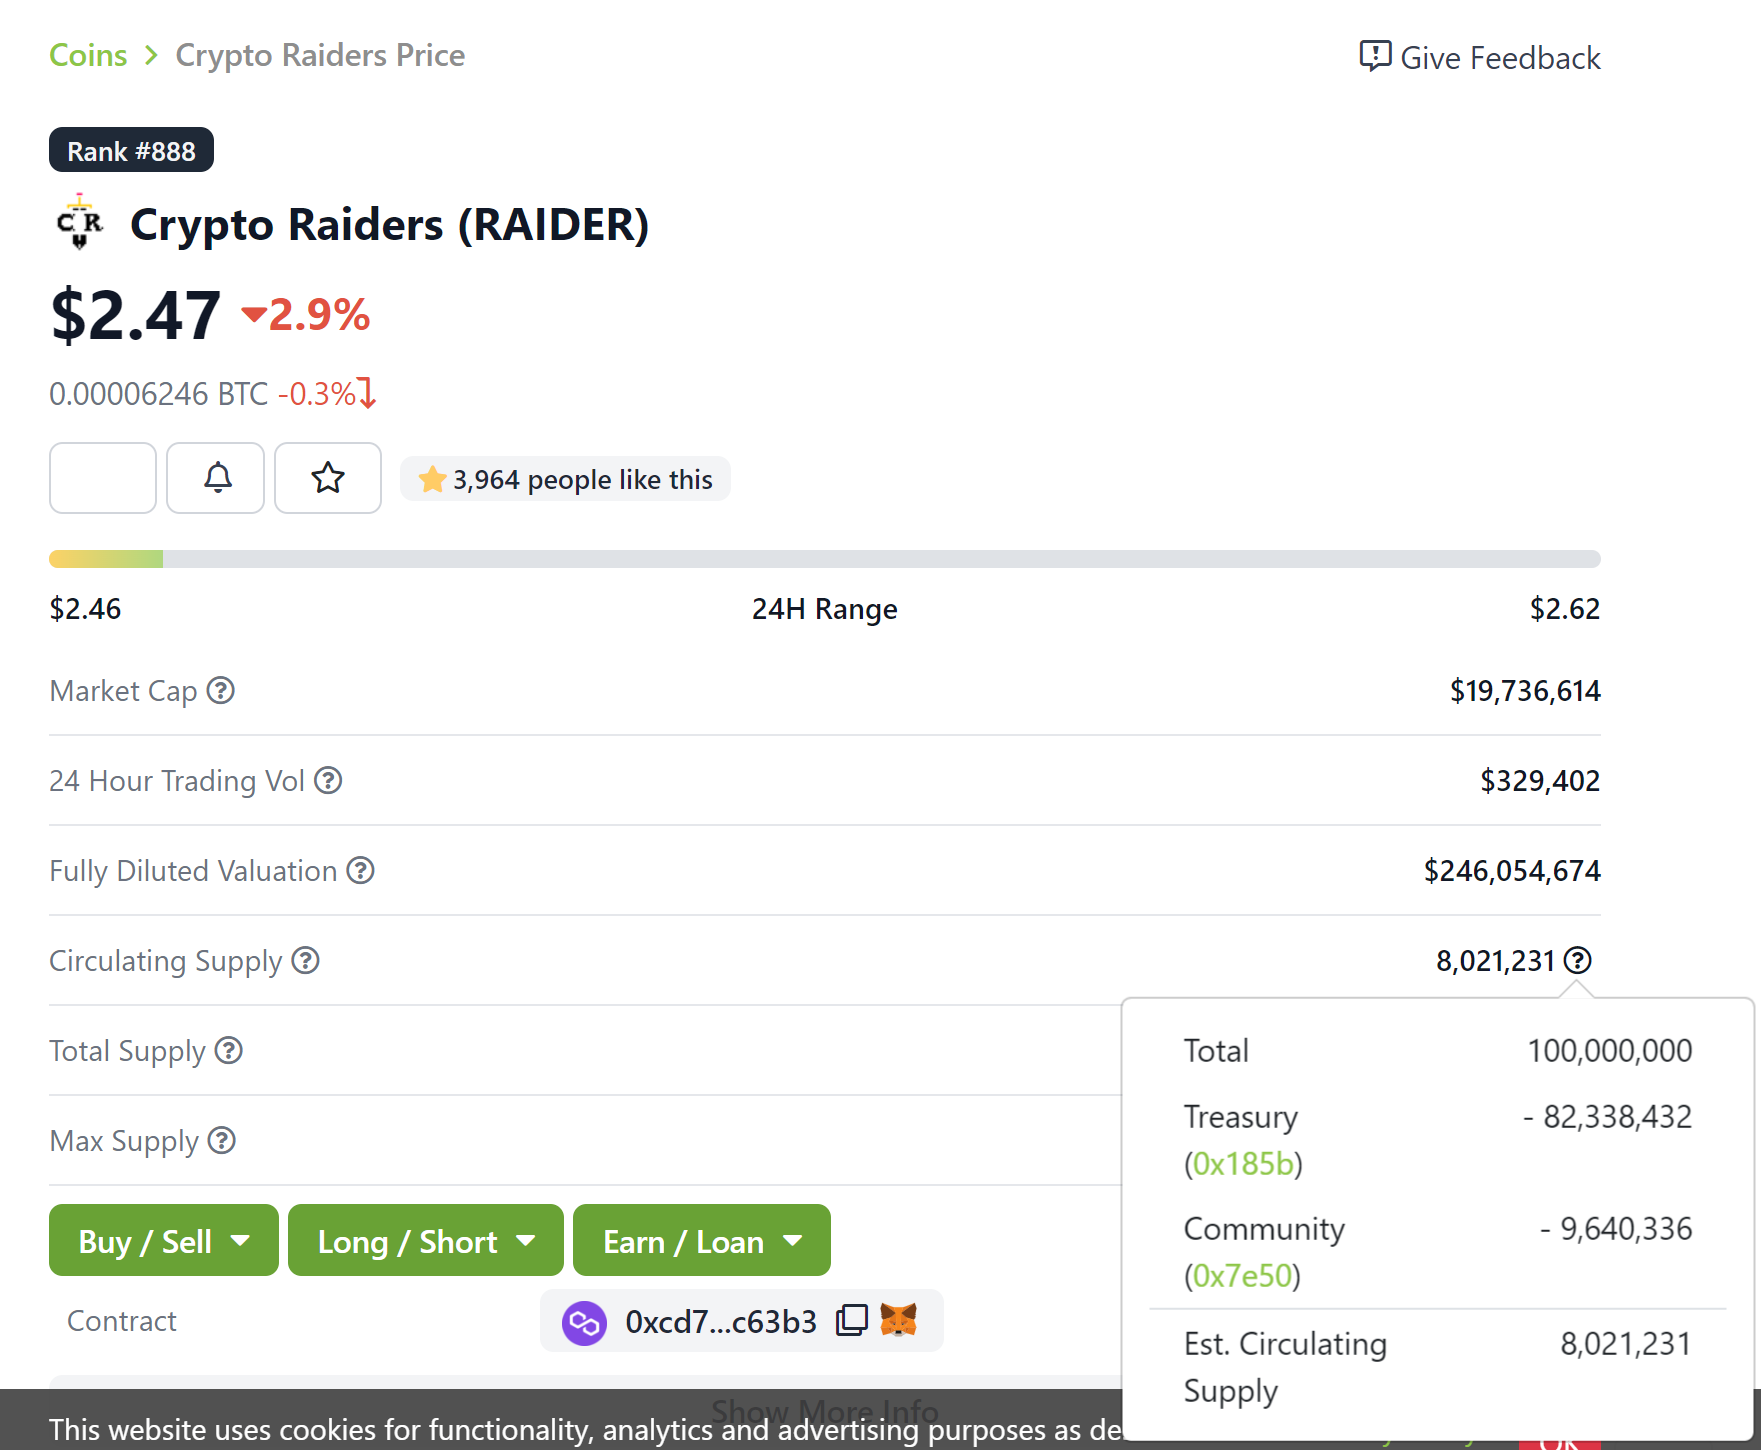 Coins > Crypto Raiders Price
Give Feedback
Rank #888
CR
Crypto Raiders (RAIDER)
$2.47 2.9%
0.00006246 BTC -0.3%
3,964 people like this
$2.46 24H Range $2.62
Market Cap ? $19,736,614
24 Hour Trading Vol ? $329,402
Fully Diluted Valuation ? $246,054,674
Circulating Supply ? 8,021,231 ?
Total Supply ?
Max Supply ?
Total 100,000,000
Treasury - 82,338,432
(0x185b)
Community - 9,640,336
(0x7e50)
Est. Circulating 8,021,231
Supply
Buy / Sell Long / Short Earn / Loan
Contract 0xcd7...c63b3
Show More Info
This website uses cookies for functionality, analytics and advertising purposes as de
OK